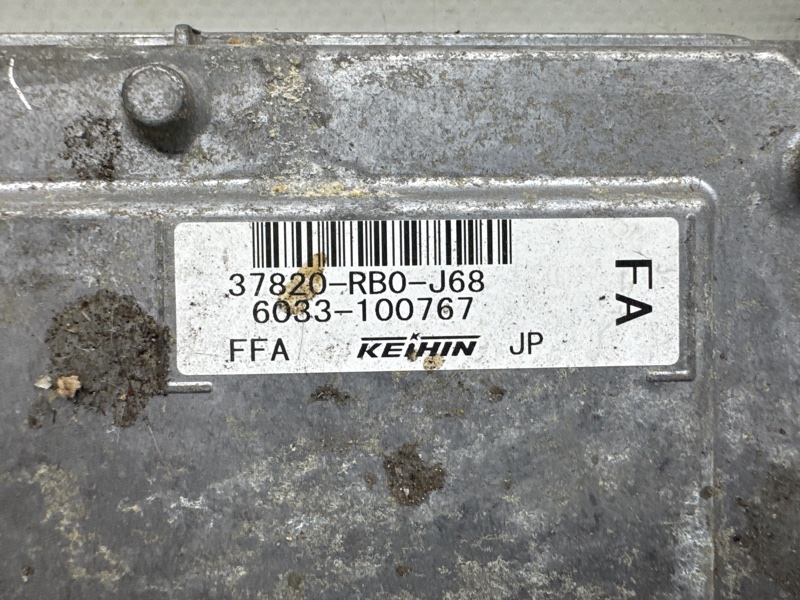 37820-RB0-J68
6033-100767
FFA KEIHIN JP
FA